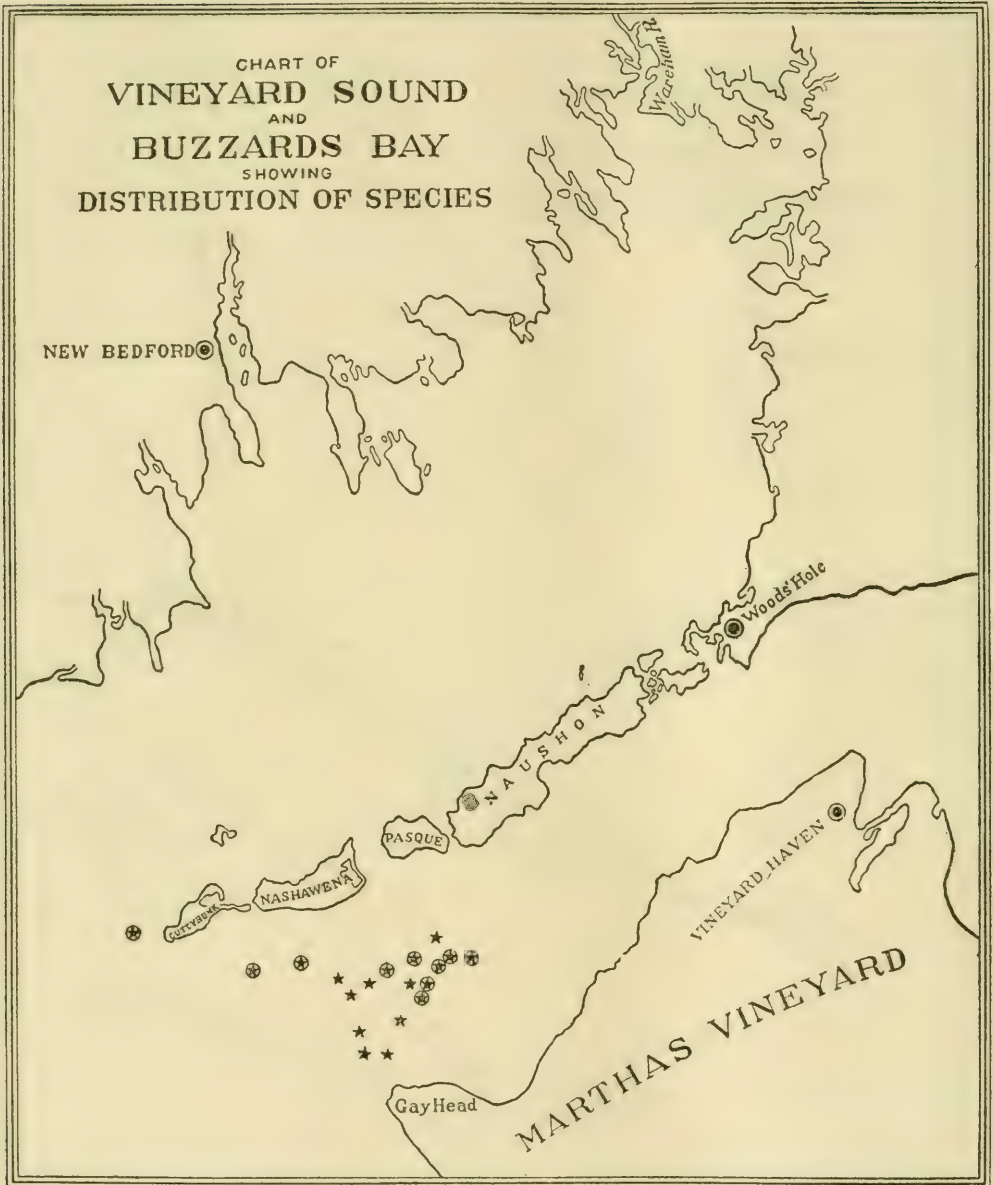 CHART OF
VINEYARD SOUND
AND
BUZZARDS BAY
SHOWING
DISTRIBUTION OF SPECIES
Wareham R.
NEW BEDFORD
Woods' Hole
NAUSHON
PASQUE
NASHAWENA
CUTTYHUNK
VINEYARD HAVEN
MARTHAS VINEYARD
Gay Head